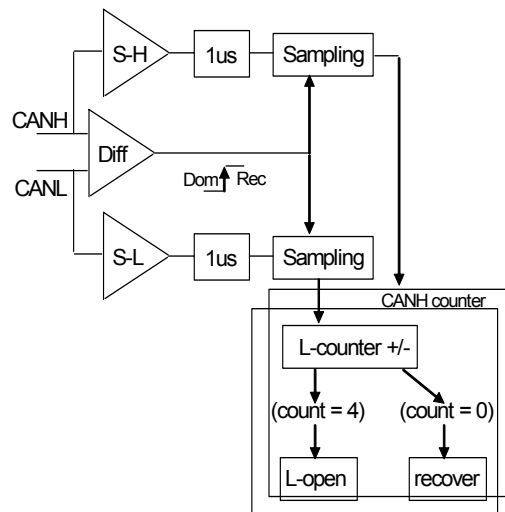 S-H
1us
Sampling
CANH
Diff
CANL
Dom
Rec
S-L
1us
Sampling
CANH counter
L-counter +/-
(count = 4)
(count = 0)
L-open
recover